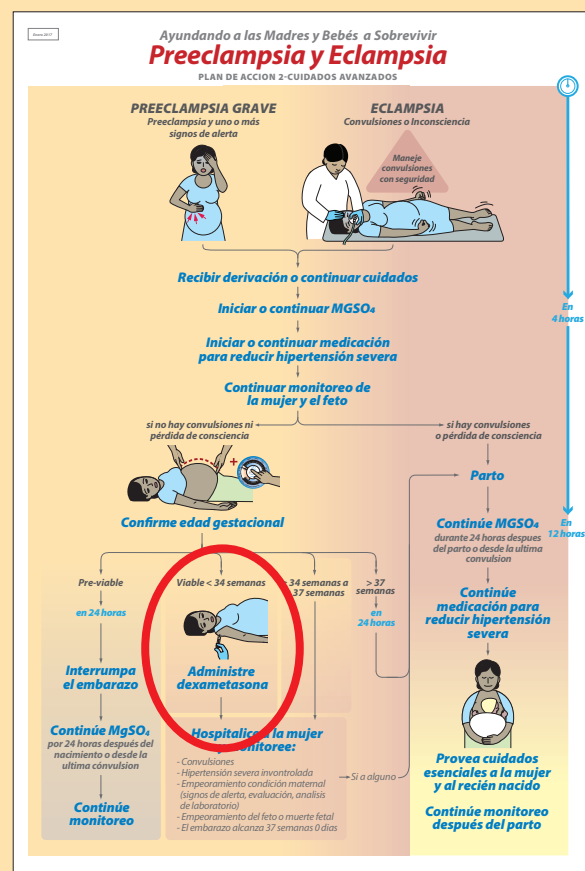 Enero 2017
Ayundando a las Madres y Bebés a Sobrevivir
Preeclampsia y Eclampsia
PLAN DE ACCION 2-CUIDADOS AVANZADOS
PREECLAMPSIA GRAVE
Preeclampsia y uno o más
signos de alerta
ECLAMPSIA
Convulsiones o Inconsciencia
Maneje
convulsiones
con seguridad
Recibir derivación o continuar cuidados
Iniciar o continuar MGSO₄
Iniciar o continuar medicación
para reducir hipertensión severa
Continuar monitoreo de
la mujer y el feto
En
4 horas
si no hay convulsiones ni
pérdida de consciencia
si hay convulsiones
o pérdida de consciencia
Confirme edad gestacional
Pre-viable
en 24 horas
Interrumpa
el embarazo
Continúe MgSO₄
por 24 horas después del
nacimiento o desde la
ultima cónvulsion
Continúe
monitoreo
Viable < 34 semanas
Administre
dexametasona
34 semanas a
37 semanas
> 37
semanas
en
24 horas
Hospitalice a la mujer
y monitoree:
- Convulsiones
- Hipertensión severa invontrolada
- Empeoramiento condición maternal
(signos de alerta, evaluación, analisis
de laboratorio)
- Empeoramiento del feto o muerte fetal
- El embarazo alcanza 37 semanas 0 dias
Si a alguno
Parto
En
12 horas
Continúe MGSO₄
durante 24 horas despues
del parto o desde la ultima
convulsion
Continúe
medicación para
reducir hipertensión
severa
Provea cuidados
esenciales a la mujer
y al recién nacido
Continúe monitoreo
después del parto